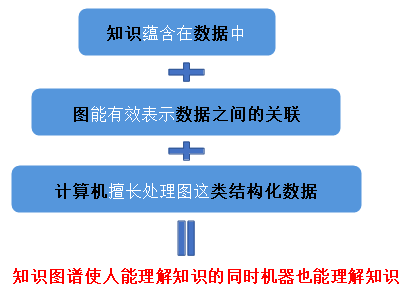 知识蕴含在数据中
图能有效表示数据之间的关联
计算机擅长处理图这类结构化数据
知识图谱使人能理解知识的同时机器也能理解知识